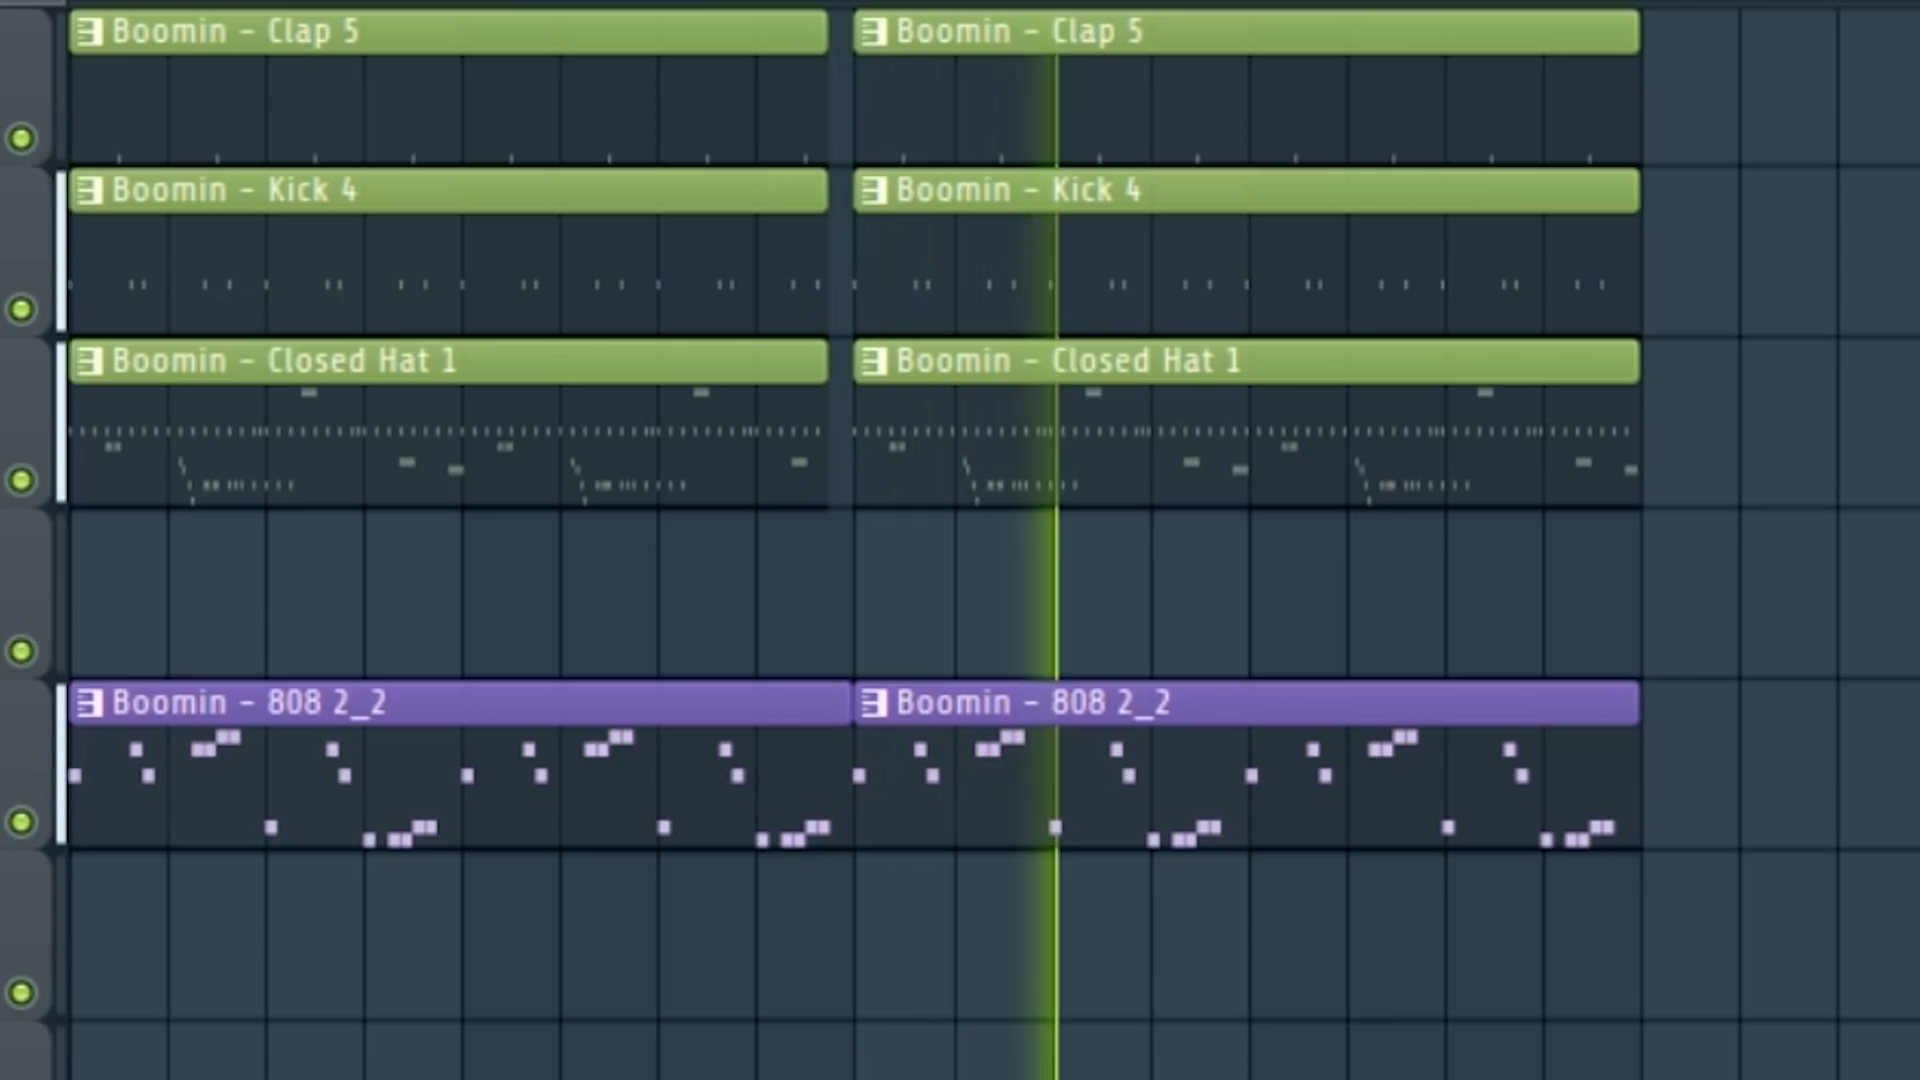 Boomin - Clap 5 Boomin - Clap 5
Boomin - Kick 4 Boomin - Kick 4
Boomin - Closed Hat 1 Boomin - Closed Hat 1
Boomin - 808 2_2 Boomin - 808 2_2